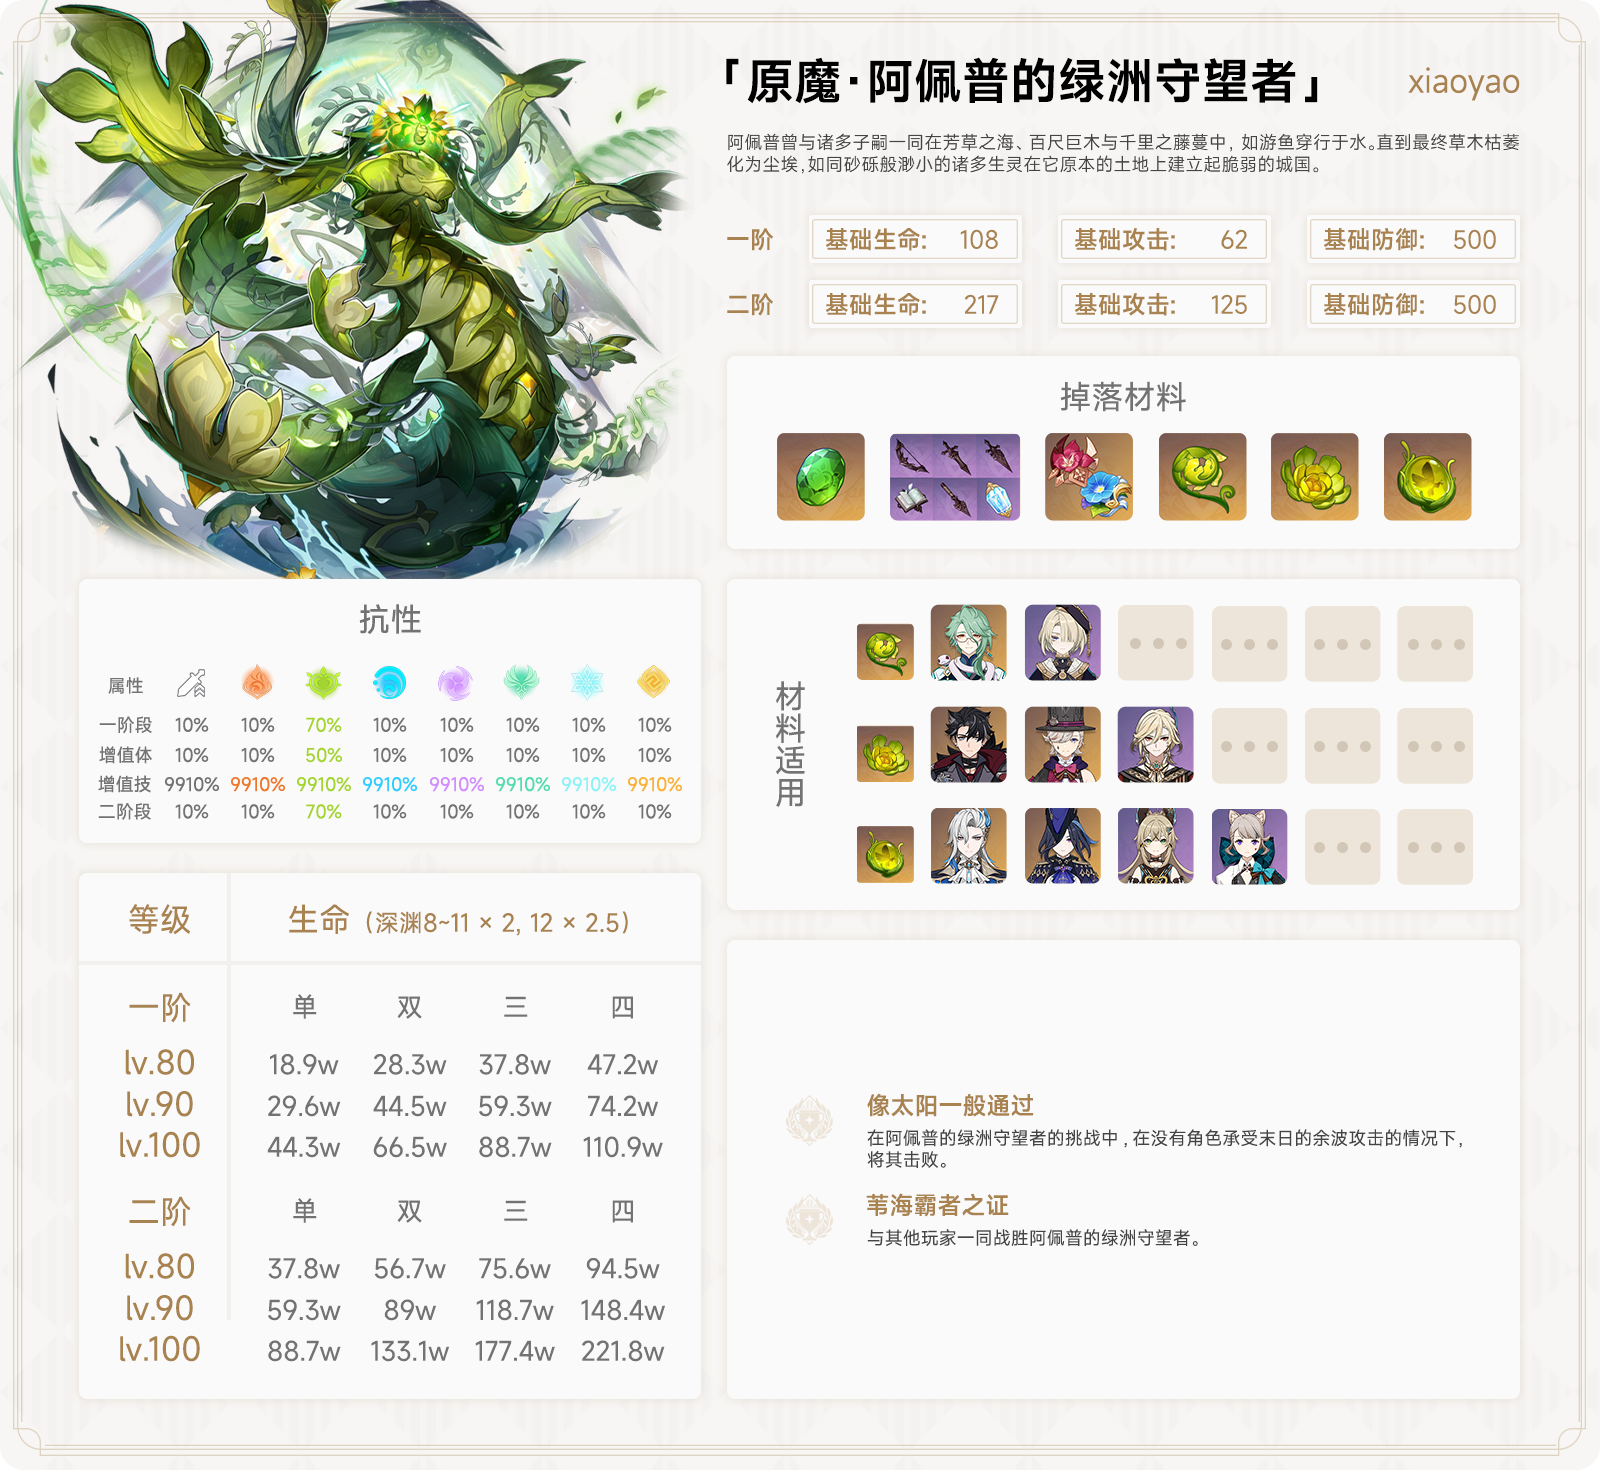 「原魔·阿佩普的绿洲守望者」 xiaoyao
阿佩普曾与诸多子嗣一同在芳草之海、百尺巨木与千里之藤蔓中，如游鱼穿行于水。直到最终草木枯萎
化为尘埃，如同砂砾般渺小的诸多生灵在它原本的土地上建立起脆弱的城国。
一阶 基础生命: 108 基础攻击: 62 基础防御: 500
二阶 基础生命: 217 基础攻击: 125 基础防御: 500
掉落材料
抗性
属性
一阶段 10% 10% 70% 10% 10% 10% 10% 10%
增值体 10% 10% 50% 10% 10% 10% 10% 10%
增值技 9910% 9910% 9910% 9910% 9910% 9910% 9910% 9910%
二阶段 10% 10% 70% 10% 10% 10% 10% 10%
材料适用
等级 生命（深渊8~11 × 2, 12 × 2.5）
一阶 单 双 三 四
lv.80 18.9w 28.3w 37.8w 47.2w
lv.90 29.6w 44.5w 59.3w 74.2w
lv.100 44.3w 66.5w 88.7w 110.9w
二阶 单 双 三 四
lv.80 37.8w 56.7w 75.6w 94.5w
lv.90 59.3w 89w 118.7w 148.4w
lv.100 88.7w 133.1w 177.4w 221.8w
像太阳一般通过
在阿佩普的绿洲守望者的挑战中，在没有角色承受末日的余波攻击的情况下，
将其击败。
苇海霸者之证
与其他玩家一同战胜阿佩普的绿洲守望者。